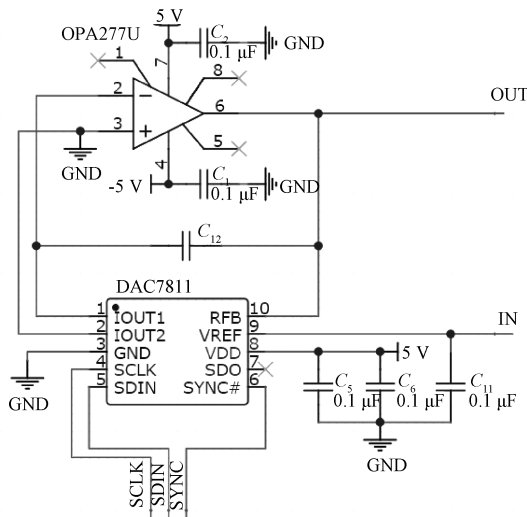 5 V
OPA277U
C2
0.1 μF
GND
1
7
8
2
−
6
OUT
3
+
5
GND
4
-5 V
C1
0.1 μF
GND
C12
DAC7811
1 IOUT1 RFB 10
2 IOUT2 VREF 9
IN
3 GND VDD 8
5 V
4 SCLK SDO 7
5 SDIN SYNC# 6
GND
C5
0.1 μF
C6
0.1 μF
C11
0.1 μF
GND
SCLK
SDIN
SYNC